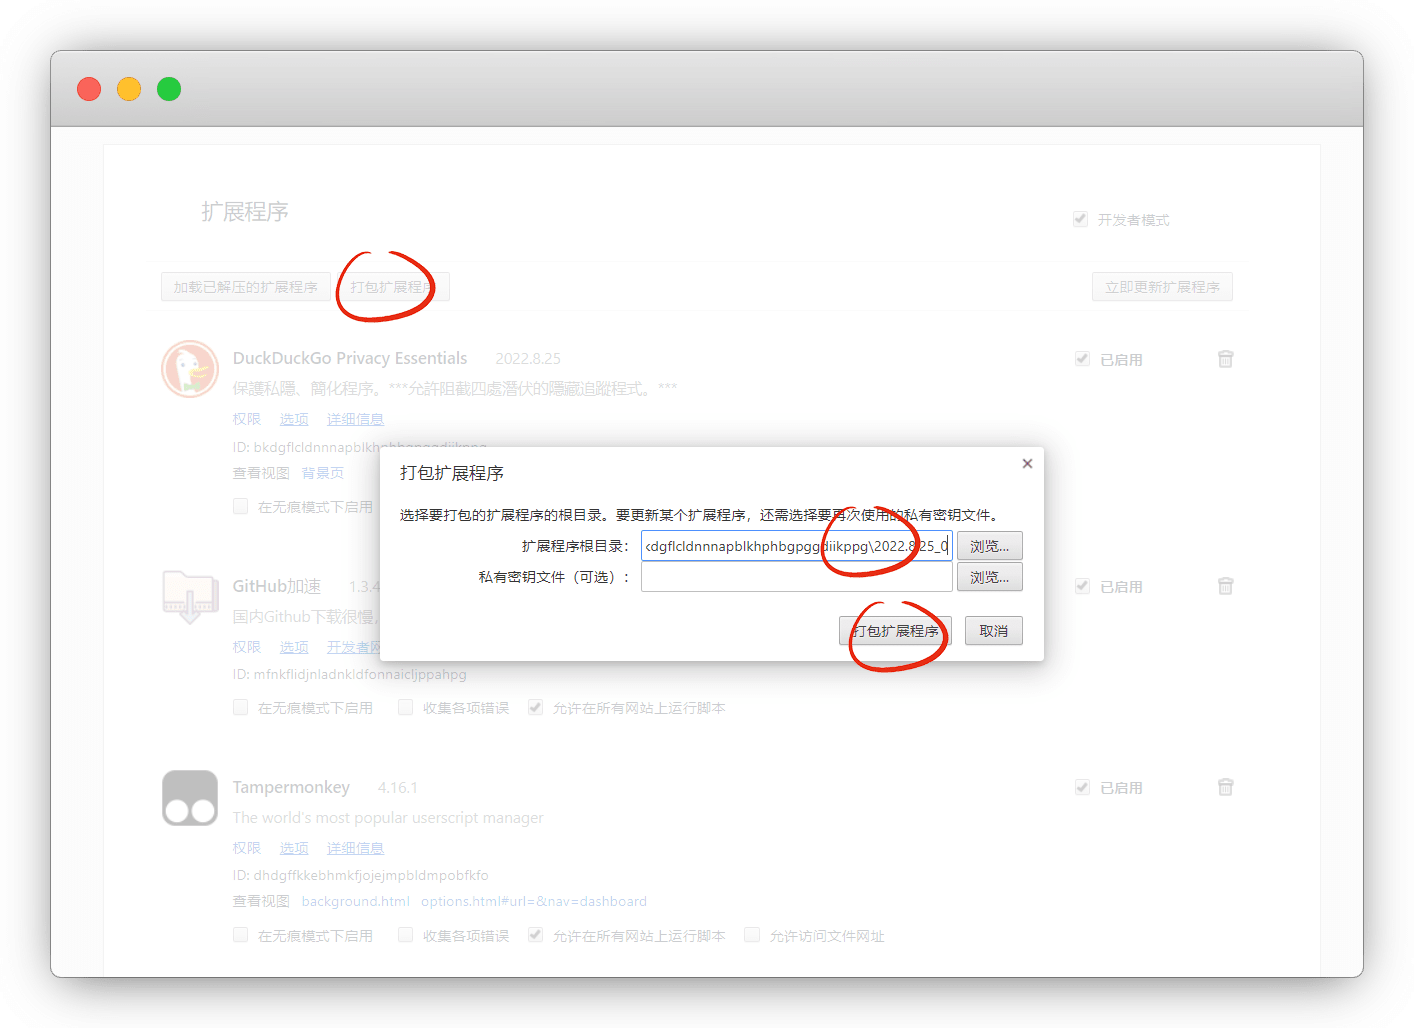 扩展程序
开发者模式
加载已解压的扩展程序 打包扩展程序 立即更新扩展程序
DuckDuckGo Privacy Essentials 2022.8.25 已启用
保護私隱、簡化程序。***允許阻截四處潛伏的隱藏追蹤程式。***
权限 选项 详细信息
ID: bkdgflcldnnnapblkhphbgpggdiikppg
查看视图 背景页
在无痕模式下启用
打包扩展程序
选择要打包的扩展程序的根目录。要更新某个扩展程序，还需选择要再次使用的私有密钥文件。
扩展程序根目录： kdgflcldnnnapblkhphbgpggdiikppg\2022.8.25_0 浏览...
私有密钥文件（可选）： 浏览...
打包扩展程序 取消
GitHub加速 1.3.4 已启用
国内Github下载很慢，
权限 选项 开发者网
ID: mfnkflidjnladnkldfonnaicljppahpg
在无痕模式下启用 收集各项错误 允许在所有网站上运行脚本
Tampermonkey 4.16.1 已启用
The world's most popular userscript manager
权限 选项 详细信息
ID: dhdgffkkebhmkfjojejmpbldmpobfkfo
查看视图 background.html options.html#url=&nav=dashboard
在无痕模式下启用 收集各项错误 允许在所有网站上运行脚本 允许访问文件网址